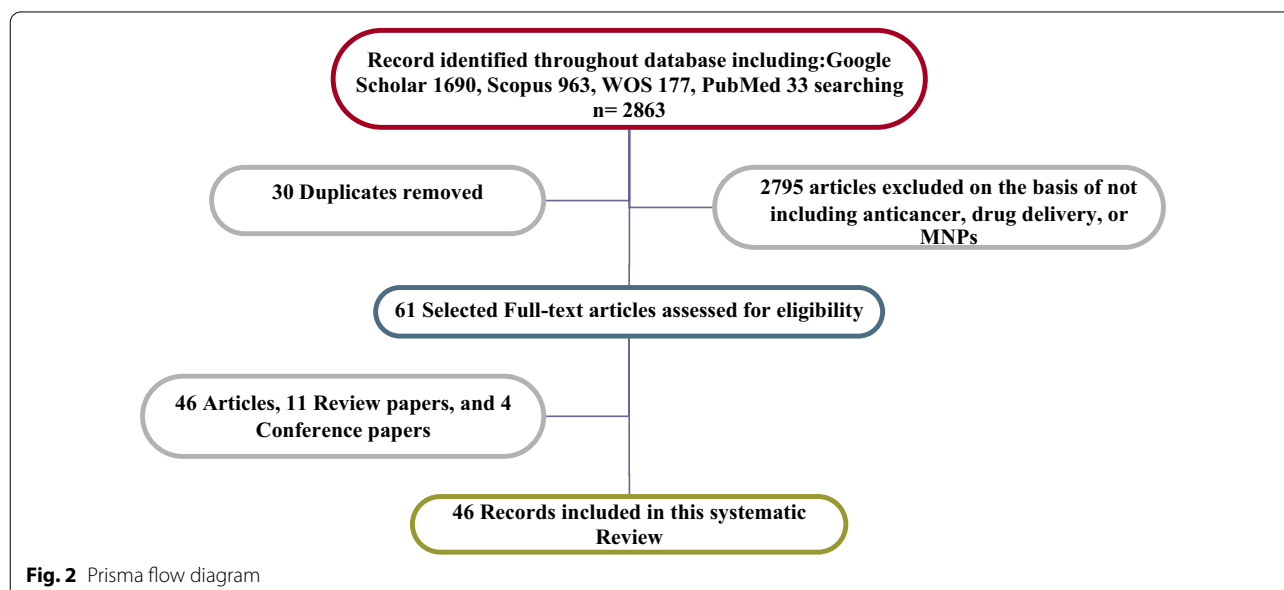 Record identified throughout database including:Google
Scholar 1690, Scopus 963, WOS 177, PubMed 33 searching
n= 2863
30 Duplicates removed
2795 articles excluded on the basis of not
including anticancer, drug delivery, or
MNPs
61 Selected Full-text articles assessed for eligibility
46 Articles, 11 Review papers, and 4
Conference papers
46 Records included in this systematic
Review
Fig. 2 Prisma flow diagram